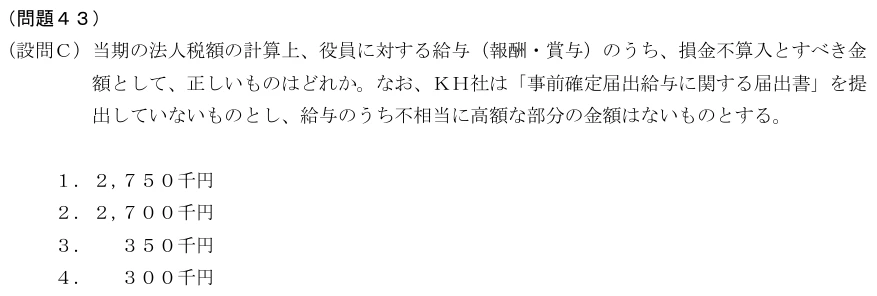 （問題４３）
（設問Ｃ）当期の法人税額の計算上、役員に対する給与（報酬・賞与）のうち、損金不算入とすべき金
額として、正しいものはどれか。なお、ＫＨ社は「事前確定届出給与に関する届出書」を提
出していないものとし、給与のうち不相当に高額な部分の金額はないものとする。
１．２,７５０千円
２．２,７００千円
３．　３５０千円
４．　３００千円